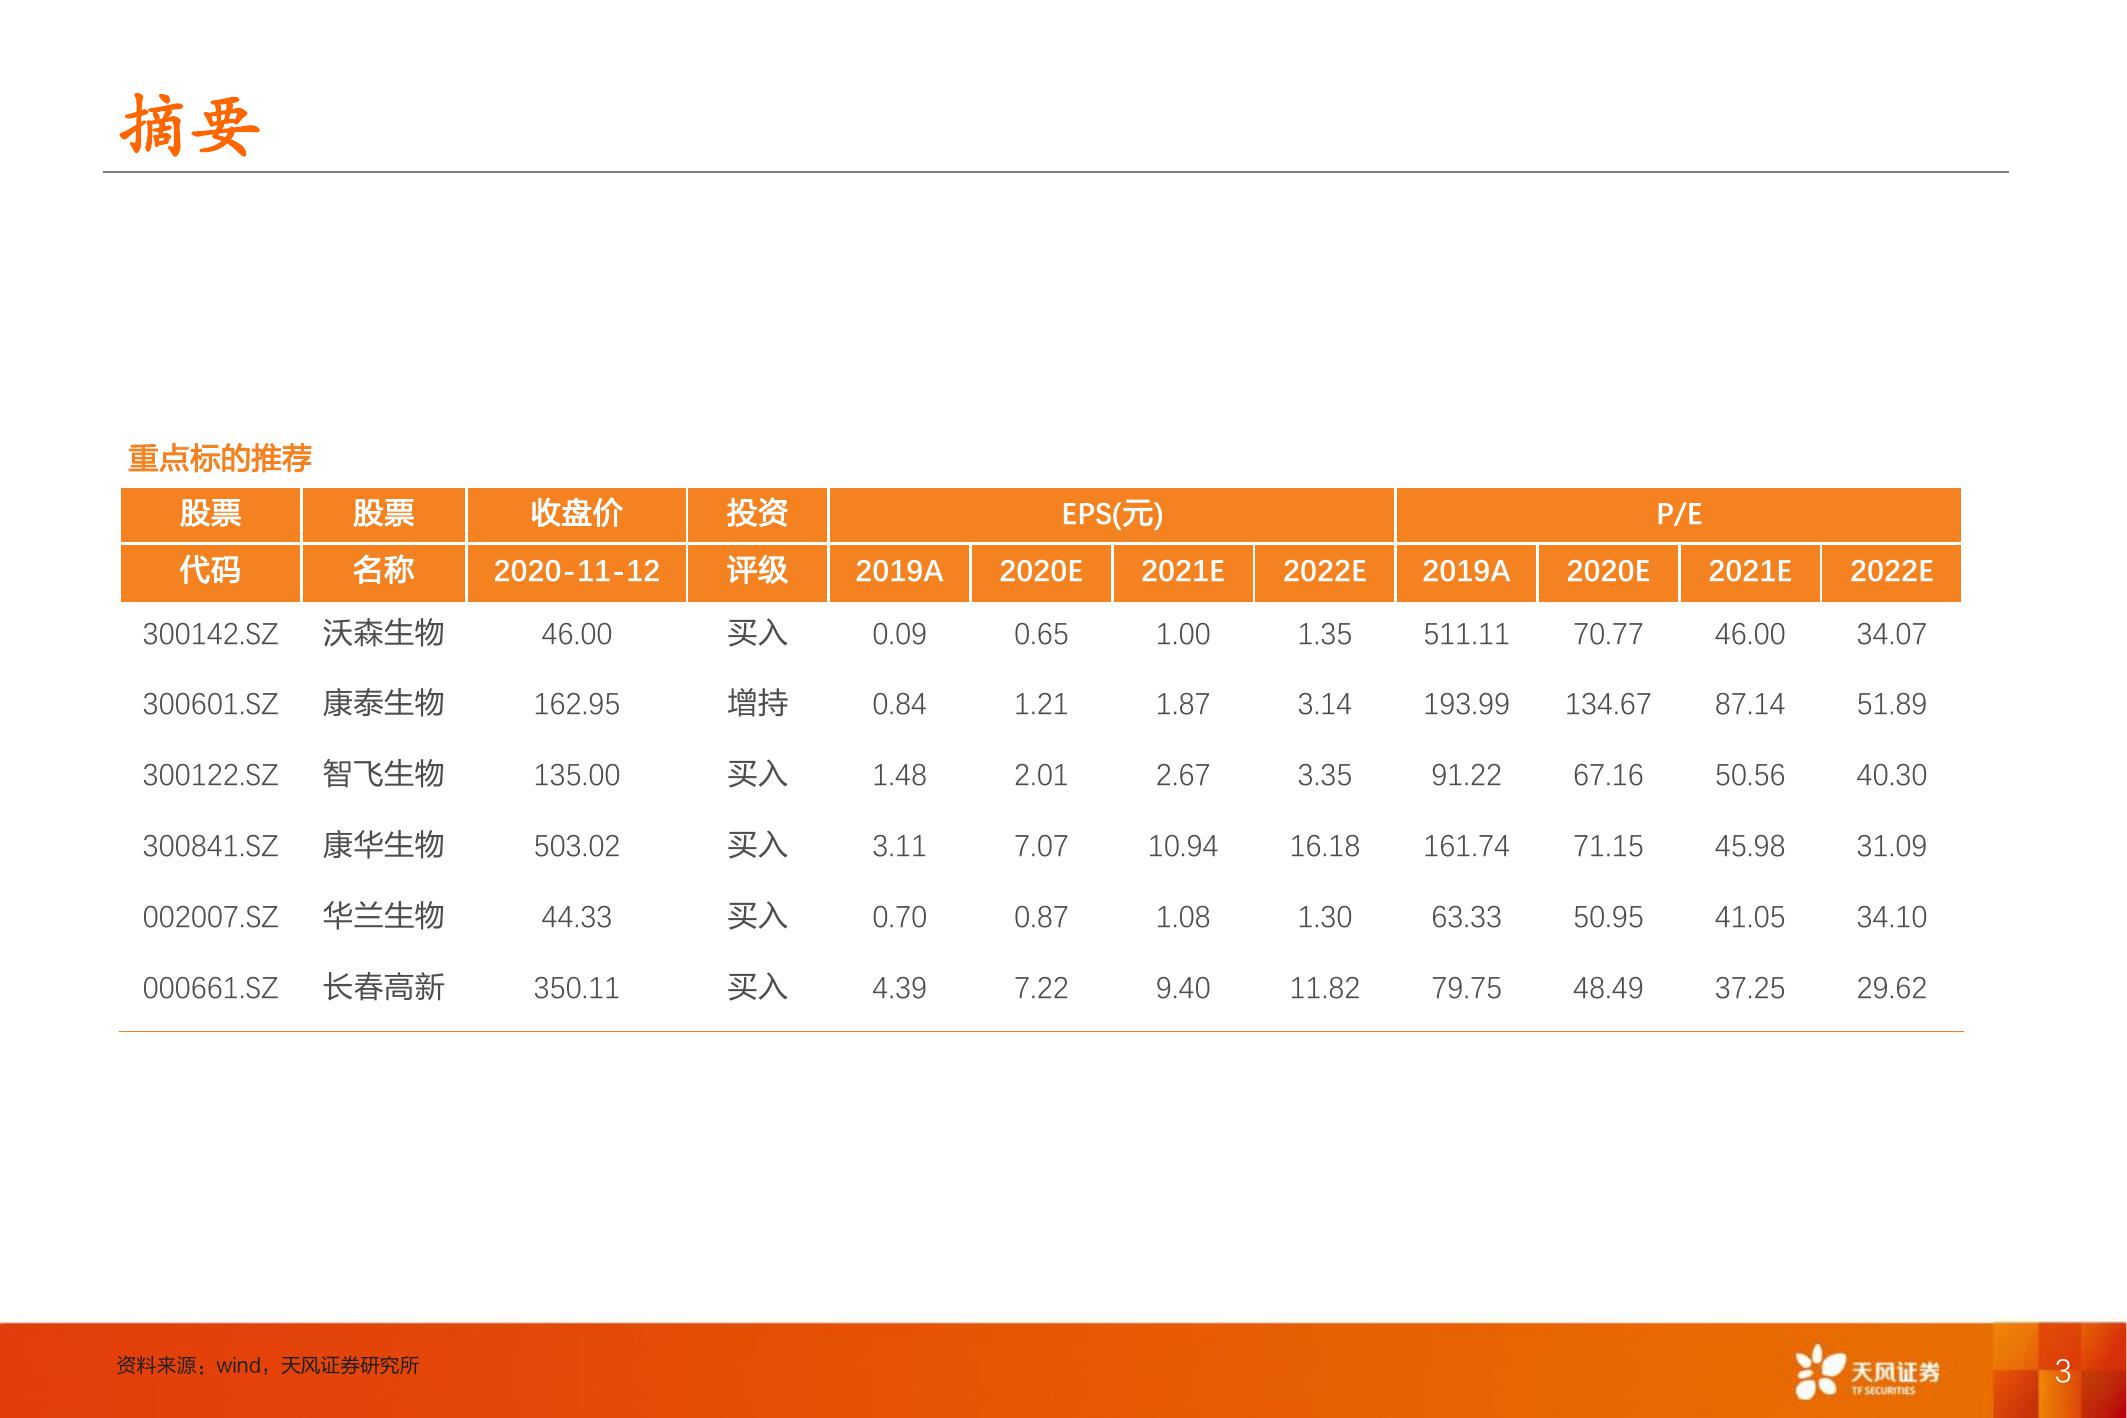 摘要
重点标的推荐
股票 股票 收盘价 投资 EPS(元) P/E
代码 名称 2020-11-12 评级 2019A 2020E 2021E 2022E 2019A 2020E 2021E 2022E
300142.SZ 沃森生物 46.00 买入 0.09 0.65 1.00 1.35 511.11 70.77 46.00 34.07
300601.SZ 康泰生物 162.95 增持 0.84 1.21 1.87 3.14 193.99 134.67 87.14 51.89
300122.SZ 智飞生物 135.00 买入 1.48 2.01 2.67 3.35 91.22 67.16 50.56 40.30
300841.SZ 康华生物 503.02 买入 3.11 7.07 10.94 16.18 161.74 71.15 45.98 31.09
002007.SZ 华兰生物 44.33 买入 0.70 0.87 1.08 1.30 63.33 50.95 41.05 34.10
000661.SZ 长春高新 350.11 买入 4.39 7.22 9.40 11.82 79.75 48.49 37.25 29.62
资料来源：wind，天风证券研究所
天风证券
TF SECURITIES
3